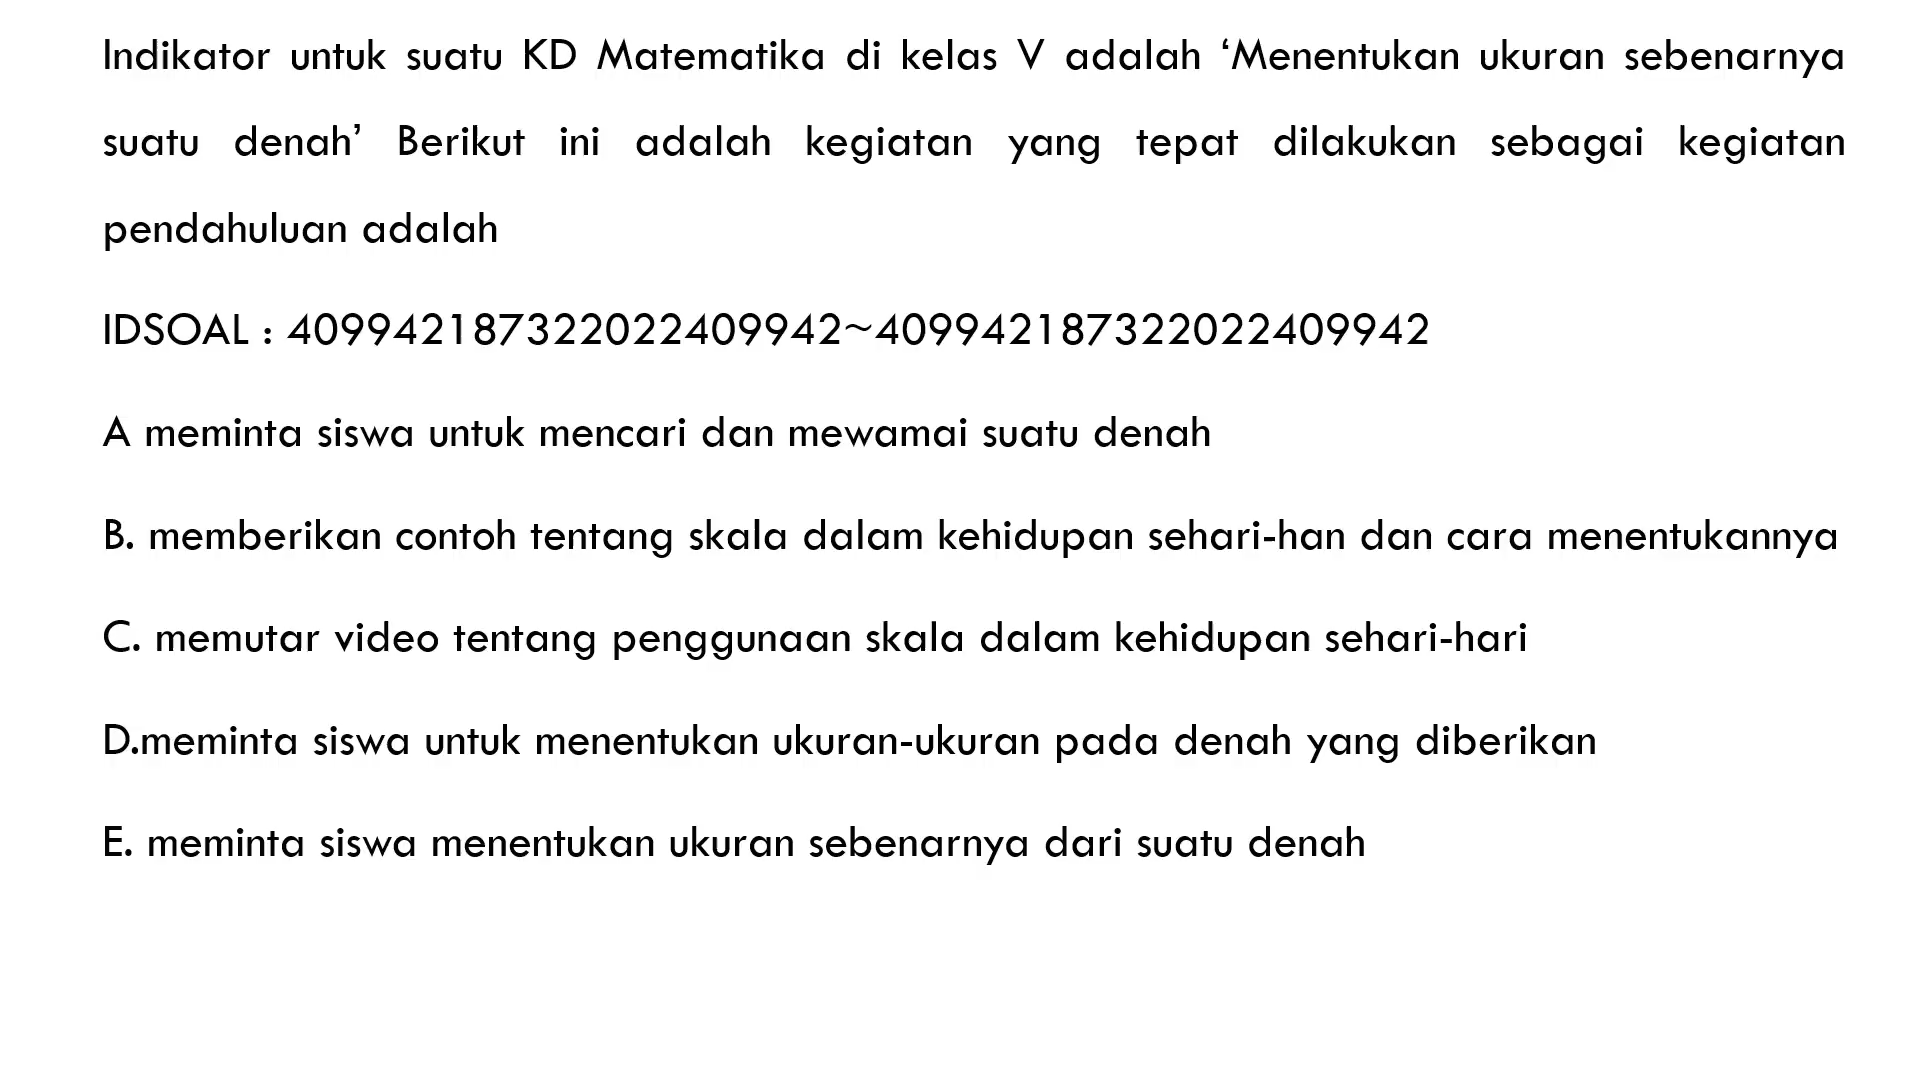 Indikator untuk suatu KD Matematika di kelas V adalah ‘Menentukan ukuran sebenarnya
suatu denah’ Berikut ini adalah kegiatan yang tepat dilakukan sebagai kegiatan
pendahuluan adalah
IDSOAL : 409942187322022409942~409942187322022409942
A meminta siswa untuk mencari dan mewamai suatu denah
B. memberikan contoh tentang skala dalam kehidupan sehari-han dan cara menentukannya
C. memutar video tentang penggunaan skala dalam kehidupan sehari-hari
D.meminta siswa untuk menentukan ukuran-ukuran pada denah yang diberikan
E. meminta siswa menentukan ukuran sebenarnya dari suatu denah